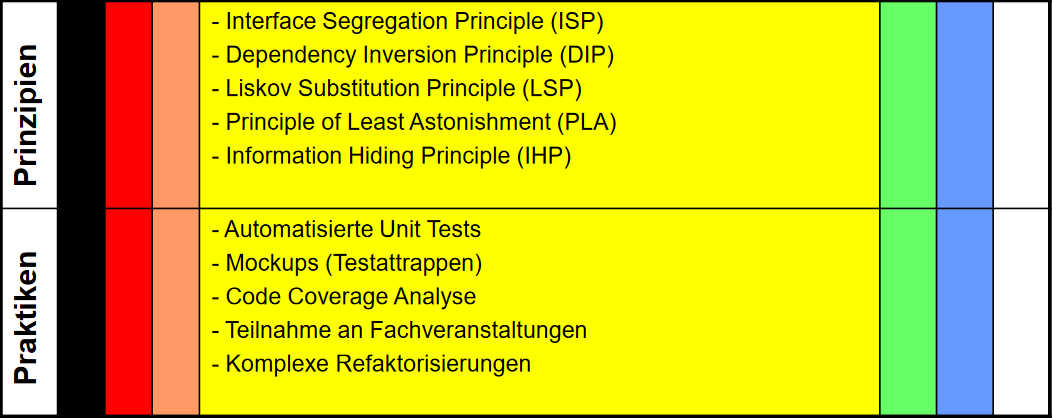 Prinzipien
- Interface Segregation Principle (ISP)
- Dependency Inversion Principle (DIP)
- Liskov Substitution Principle (LSP)
- Principle of Least Astonishment (PLA)
- Information Hiding Principle (IHP)
Praktiken
- Automatisierte Unit Tests
- Mockups (Testattrappen)
- Code Coverage Analyse
- Teilnahme an Fachveranstaltungen
- Komplexe Refaktorisierungen